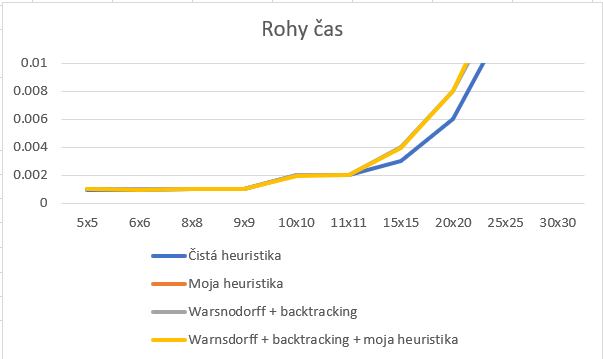 Rohy čas
0.01
0.008
0.006
0.004
0.002
0
5x5 6x6 8x8 9x9 10x10 11x11 15x15 20x20 25x25 30x30
Čistá heuristika
Moja heuristika
Warsnodorff + backtracking
Warnsdorff + backtracking + moja heuristika